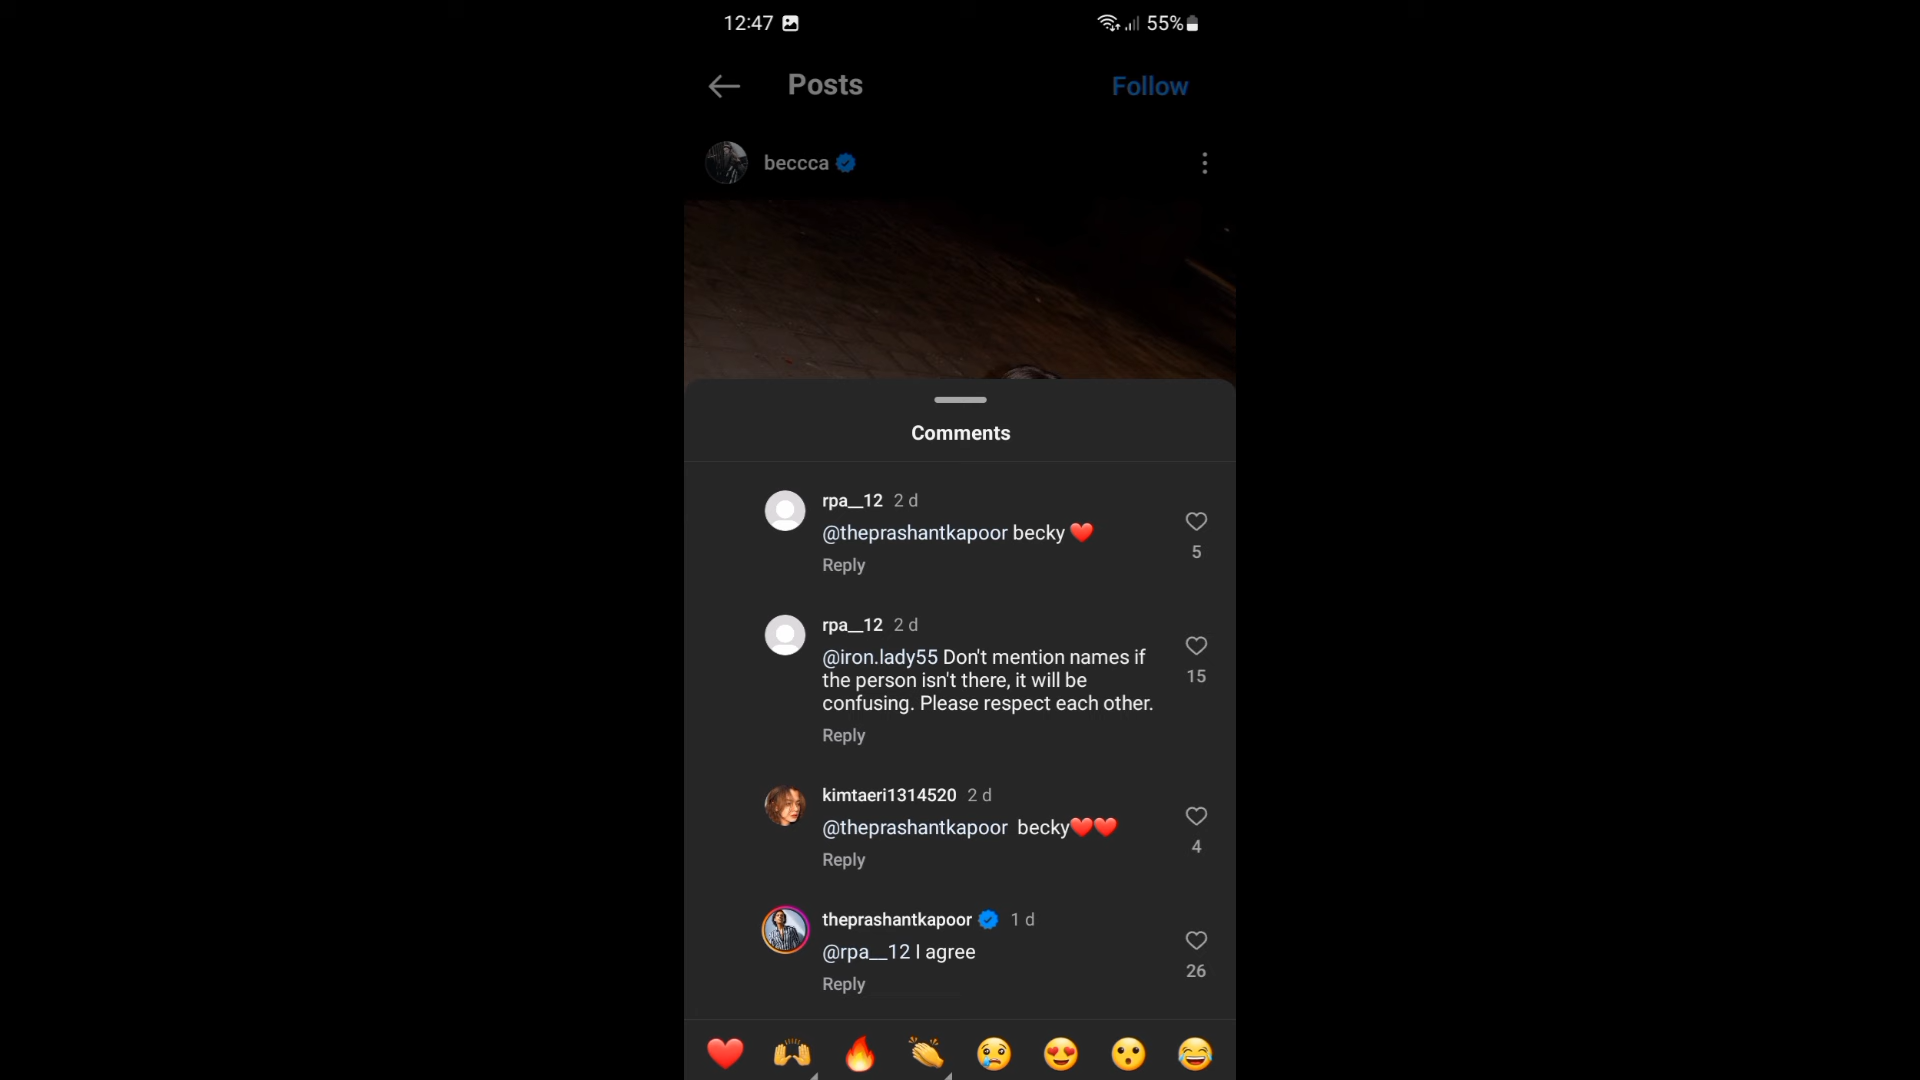 12:47 55%
Posts Follow
beccca
Comments
rpa__12 2 d
@theprashantkapoor becky ❤️
5
Reply
rpa__12 2 d
@iron.lady55 Don't mention names if
the person isn't there, it will be
confusing. Please respect each other.
15
Reply
kimtaeri1314520 2 d
@theprashantkapoor becky❤️❤️
4
Reply
theprashantkapoor 1 d
@rpa__12 I agree
26
Reply